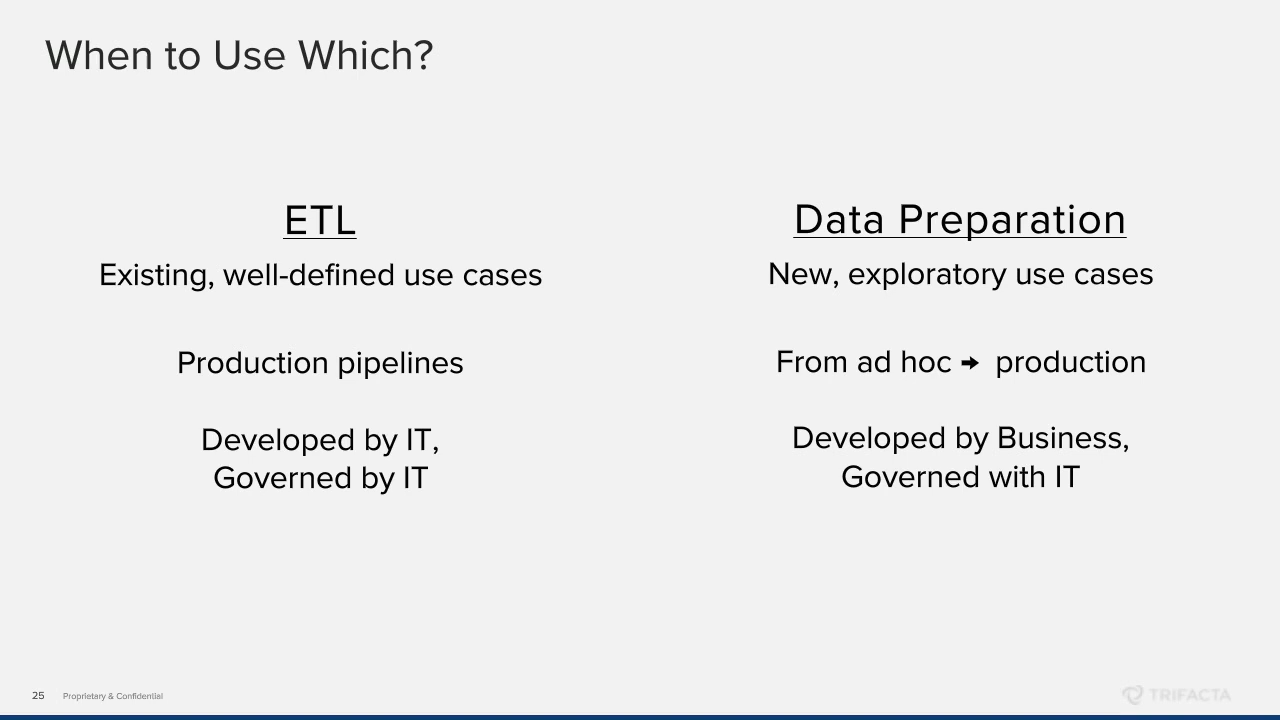 When to Use Which?
ETL
Existing, well-defined use cases
Production pipelines
Developed by IT,
Governed by IT
Data Preparation
New, exploratory use cases
From ad hoc → production
Developed by Business,
Governed with IT
25 Proprietary & Confidential
TRIFACTA